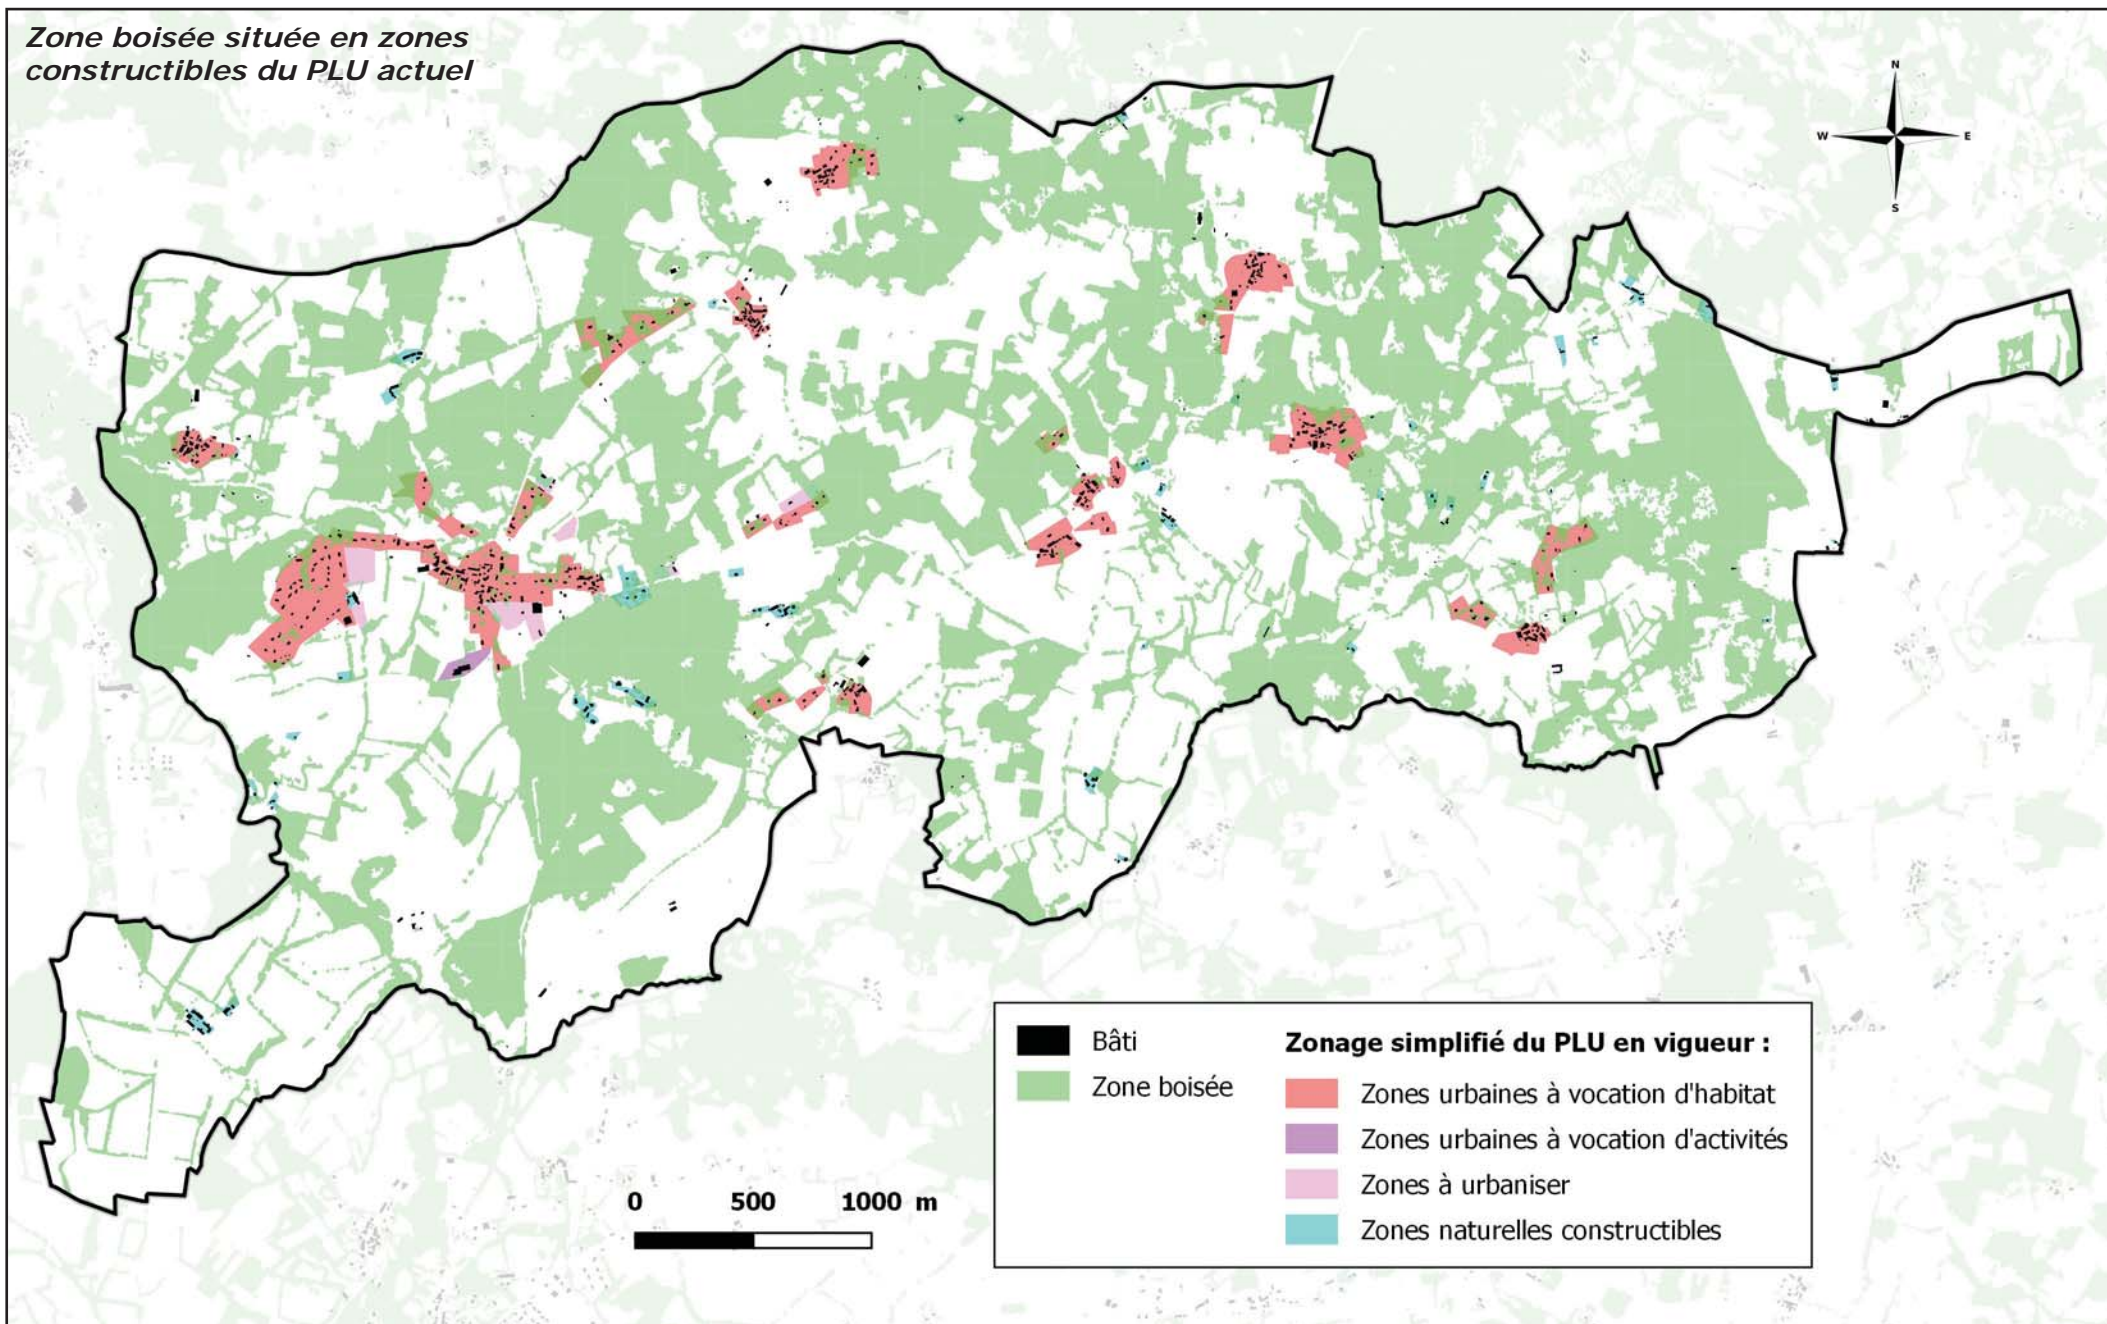 Zone boisée située en zones
constructibles du PLU actuel
N
W
E
S
Bâti
Zone boisée
Zonage simplifié du PLU en vigueur :
Zones urbaines à vocation d'habitat
Zones urbaines à vocation d'activités
Zones à urbaniser
Zones naturelles constructibles
0 500 1000 m